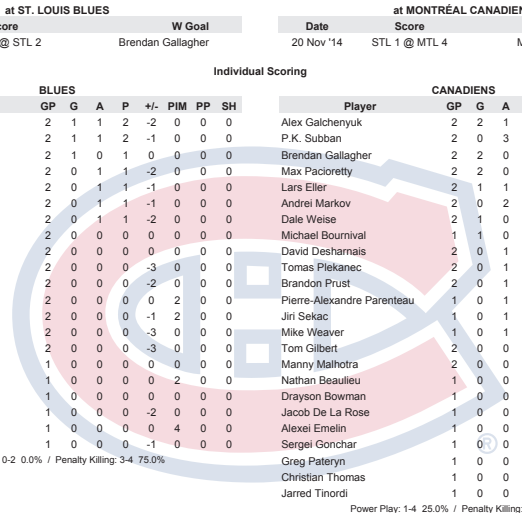 at ST. LOUIS BLUES
core W Goal
@ STL 2 Brendan Gallagher
at MONTRÉAL CANADIEN
Date Score
20 Nov '14 STL 1 @ MTL 4 M
Individual Scoring
BLUES
GP G A P +/- PIM PP SH
2 1 1 2 -2 0 0 0
2 1 1 2 -1 0 0 0
2 1 0 1 0 0 0 0
2 0 1 1 -2 0 0 0
2 0 1 1 -1 0 0 0
2 0 1 1 -1 0 0 0
2 0 1 1 -2 0 0 0
2 0 0 0 0 0 0 0
2 0 0 0 0 0 0 0
2 0 0 0 -3 0 0 0
2 0 0 0 -2 0 0 0
2 0 0 0 0 2 0 0
2 0 0 0 -1 2 0 0
2 0 0 0 -3 0 0 0
2 0 0 0 -3 0 0 0
1 0 0 0 0 0 0 0
1 0 0 0 0 2 0 0
1 0 0 0 0 0 0 0
1 0 0 0 -2 0 0 0
1 0 0 0 0 4 0 0
1 0 0 0 -1 0 0 0
0-2 0.0% / Penalty Killing: 3-4 75.0%
CANADIENS
Player GP G A
Alex Galchenyuk 2 2 1
P.K. Subban 2 0 3
Brendan Gallagher 2 2 0
Max Pacioretty 2 2 0
Lars Eller 2 1 1
Andrei Markov 2 0 2
Dale Weise 2 1 0
Michael Bournival 1 1 0
David Desharnais 2 0 1
Tomas Plekanec 2 0 1
Brandon Prust 2 0 1
Pierre-Alexandre Parenteau 1 0 1
Jiri Sekac 1 0 1
Mike Weaver 1 0 1
Tom Gilbert 2 0 0
Manny Malhotra 2 0 0
Nathan Beaulieu 1 0 0
Drayson Bowman 1 0 0
Jacob De La Rose 1 0 0
Alexei Emelin 1 0 0
Sergei Gonchar 1 0 0
Greg Pateryn 1 0 0
Christian Thomas 1 0 0
Jarred Tinordi 1 0 0
Power Play: 1-4 25.0% / Penalty Killing:
®